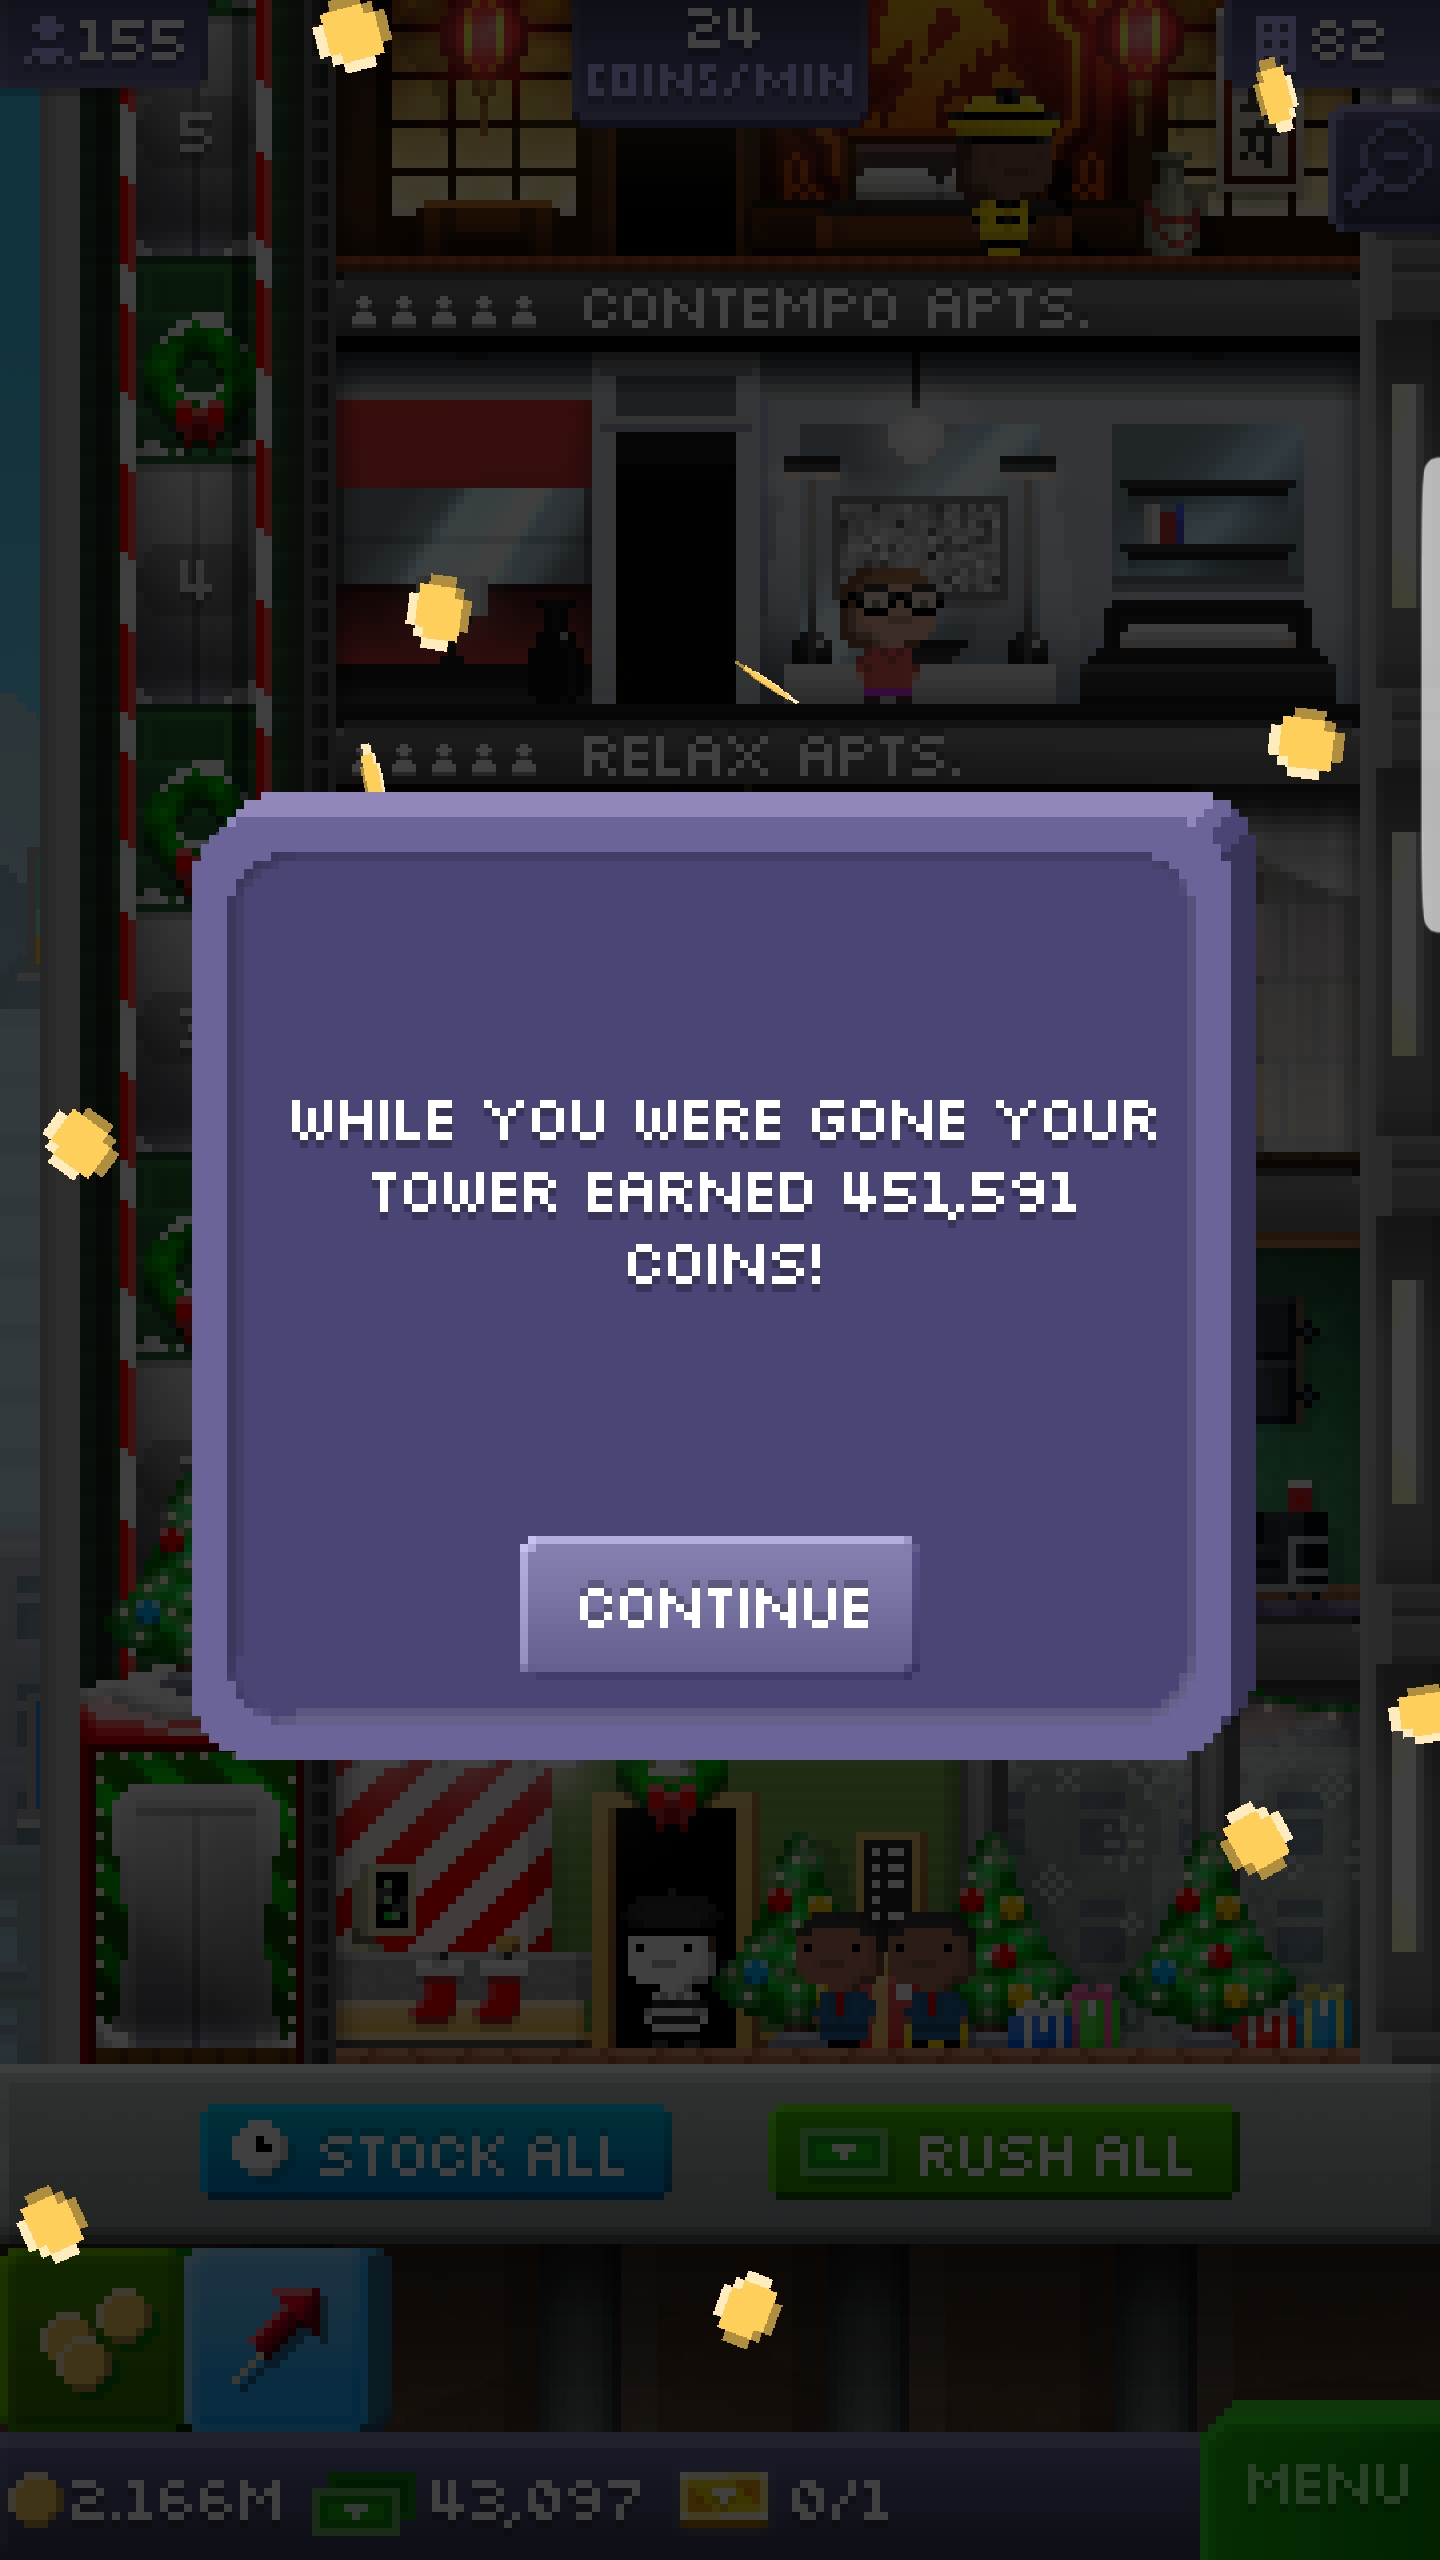 155
24
COINS/MIN
82
5
CONTEMPO APTS.
4
RELAX APTS.
WHILE YOU WERE GONE YOUR
TOWER EARNED 451,591
COINS!
CONTINUE
STOCK ALL
RUSH ALL
2.166M
43,097
0/1
MENU